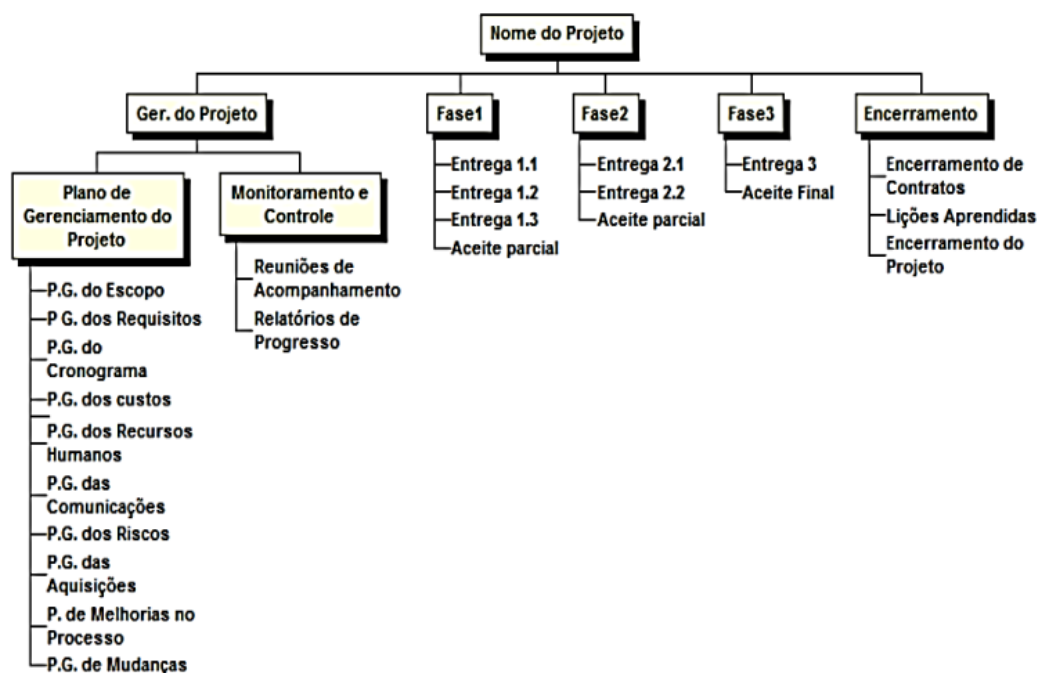 Nome do Projeto
Ger. do Projeto
Fase1
Fase2
Fase3
Encerramento
Plano de
Gerenciamento do
Projeto
Monitoramento e
Controle
Entrega 1.1
Entrega 1.2
Entrega 1.3
Aceite parcial
Entrega 2.1
Entrega 2.2
Aceite parcial
Entrega 3
Aceite Final
Encerramento de
Contratos
Lições Aprendidas
Encerramento do
Projeto
Reuniões de
Acompanhamento
Relatórios de
Progresso
P.G. do Escopo
P G. dos Requisitos
P.G. do
Cronograma
P.G. dos custos
P.G. dos Recursos
Humanos
P.G. das
Comunicações
P.G. dos Riscos
P.G. das
Aquisições
P. de Melhorias no
Processo
P.G. de Mudanças